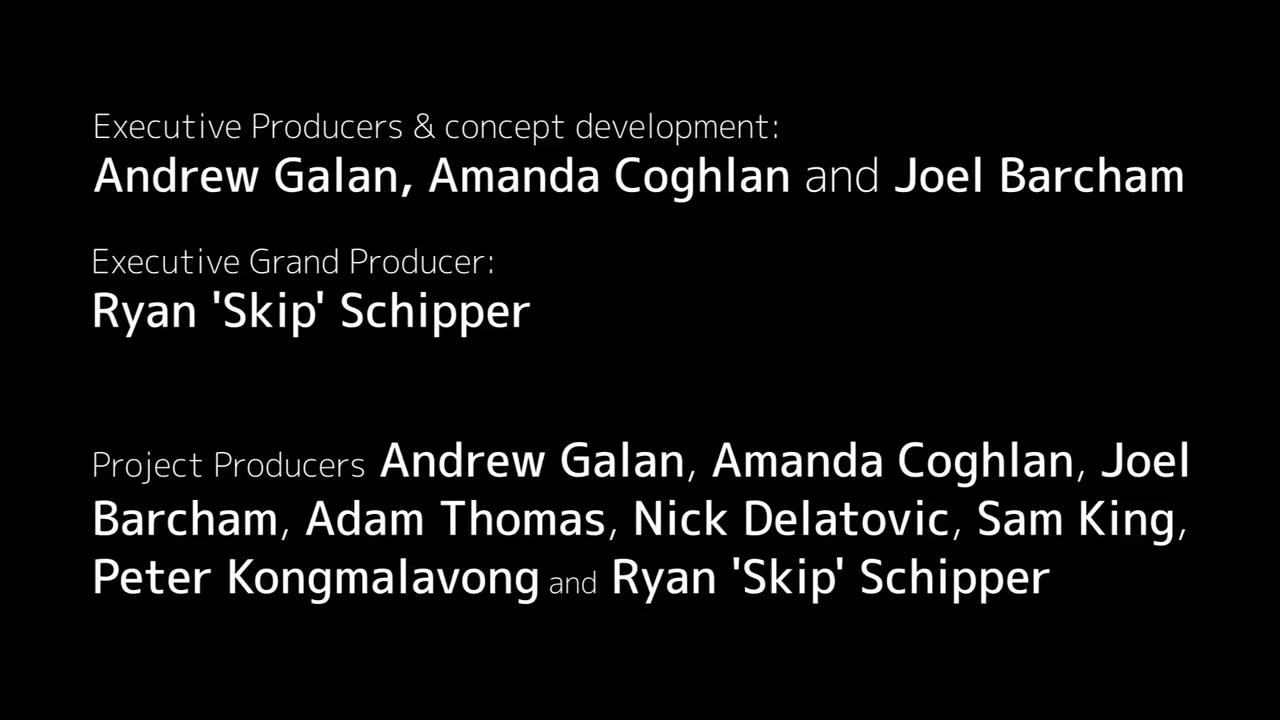 Executive Producers & concept development:
Andrew Galan, Amanda Coghlan and Joel Barcham
Executive Grand Producer:
Ryan 'Skip' Schipper
Project Producers Andrew Galan, Amanda Coghlan, Joel
Barcham, Adam Thomas, Nick Delatovic, Sam King,
Peter Kongmalavong and Ryan 'Skip' Schipper